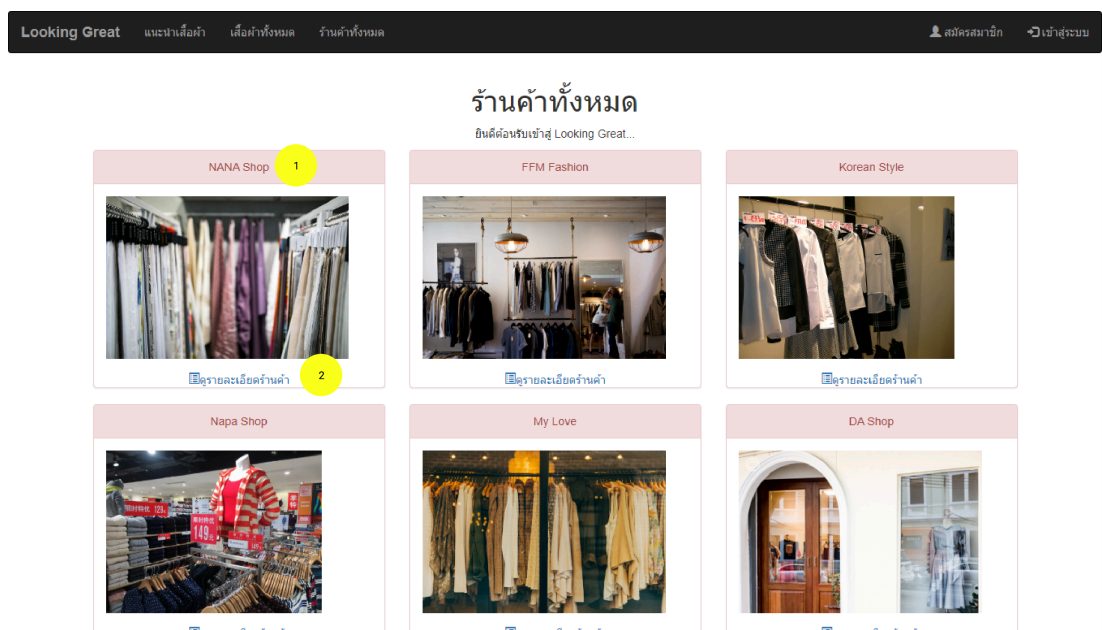 Looking Great แนะนำเสื้อผ้า เสื้อผ้าทั้งหมด ร้านค้าทั้งหมด สมัครสมาชิก เข้าสู่ระบบ
ร้านค้าทั้งหมด
ยินดีต้อนรับเข้าสู่ Looking Great...
NANA Shop 1 FFM Fashion Korean Style
ดูรายละเอียดร้านค้า 2 ดูรายละเอียดร้านค้า ดูรายละเอียดร้านค้า
Napa Shop My Love DA Shop
149